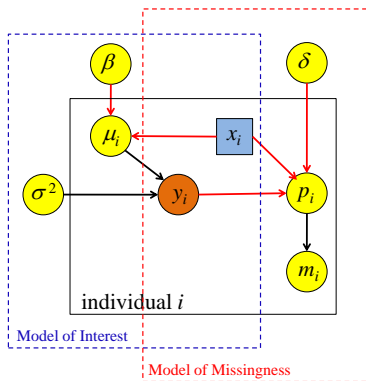 β
δ
μᵢ
xᵢ
σ²
yᵢ
pᵢ
mᵢ
individual i
Model of Interest
Model of Missingness